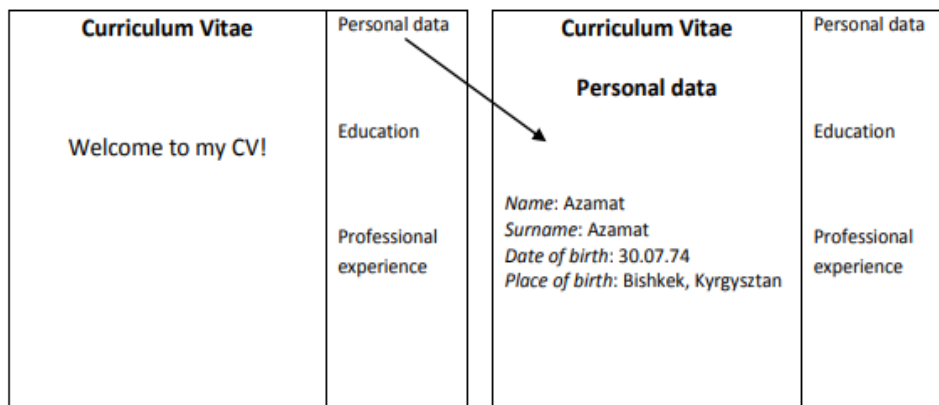 Curriculum Vitae
Welcome to my CV!
Personal data
Education
Professional
experience
Curriculum Vitae
Personal data
Name: Azamat
Surname: Azamat
Date of birth: 30.07.74
Place of birth: Bishkek, Kyrgysztan
Personal data
Education
Professional
experience